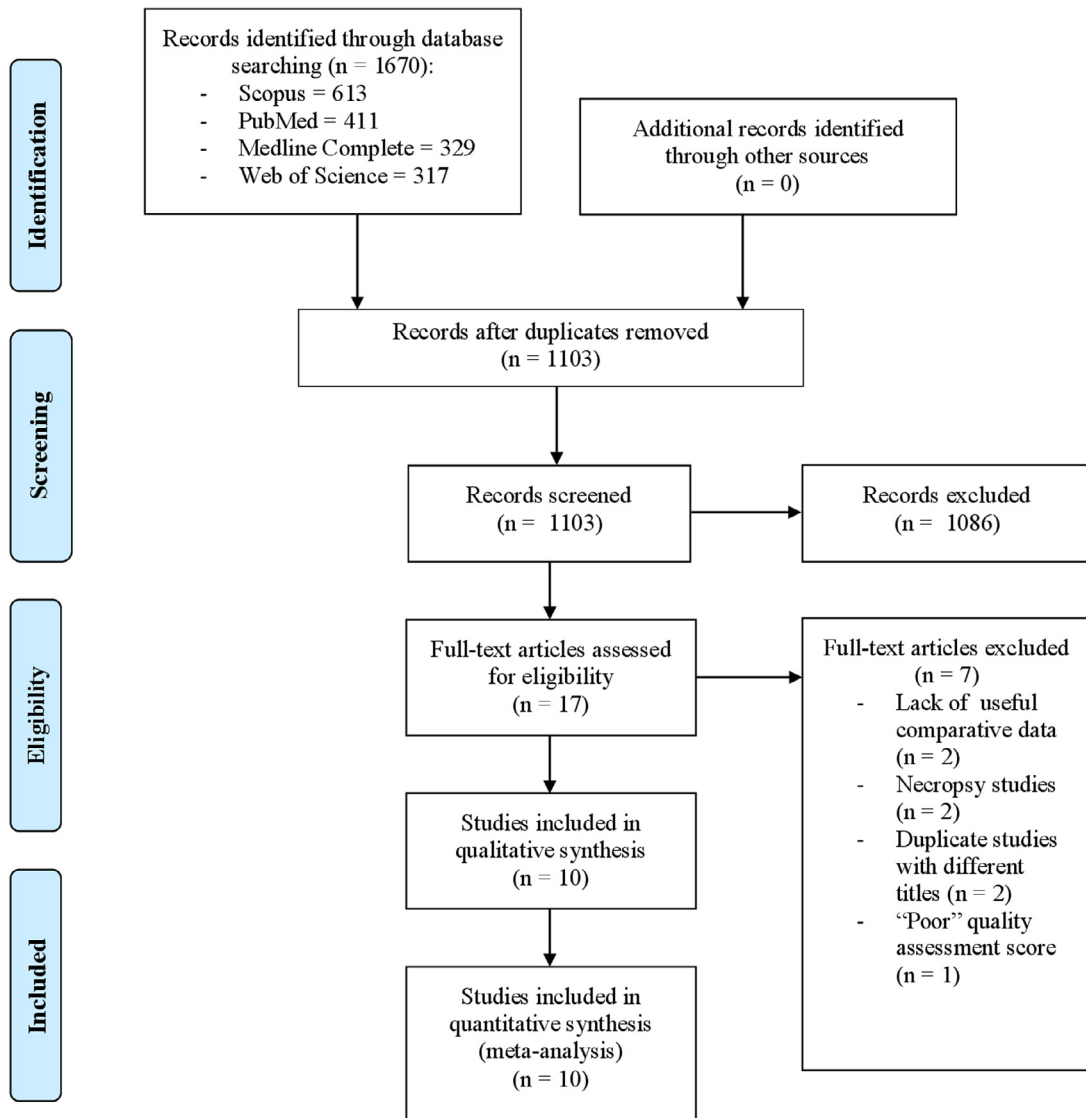 Identification
Records identified through database
searching (n = 1670):
- Scopus = 613
- PubMed = 411
- Medline Complete = 329
- Web of Science = 317
Additional records identified
through other sources
(n = 0)
Screening
Records after duplicates removed
(n = 1103)
Records screened
(n = 1103)
Records excluded
(n = 1086)
Eligibility
Full-text articles assessed
for eligibility
(n = 17)
Full-text articles excluded
(n = 7)
- Lack of useful
comparative data
(n = 2)
- Necropsy studies
(n = 2)
- Duplicate studies
with different
titles (n = 2)
- “Poor” quality
assessment score
(n = 1)
Studies included in
qualitative synthesis
(n = 10)
Included
Studies included in
quantitative synthesis
(meta-analysis)
(n = 10)